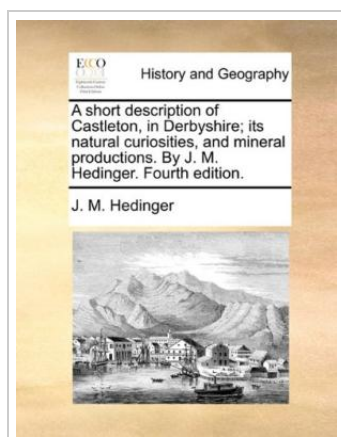 ECCO
History and Geography
A short description of
Castleton, in Derbyshire; its
natural curiosities, and mineral
productions. By J. M.
Hedinger. Fourth edition.
J. M. Hedinger